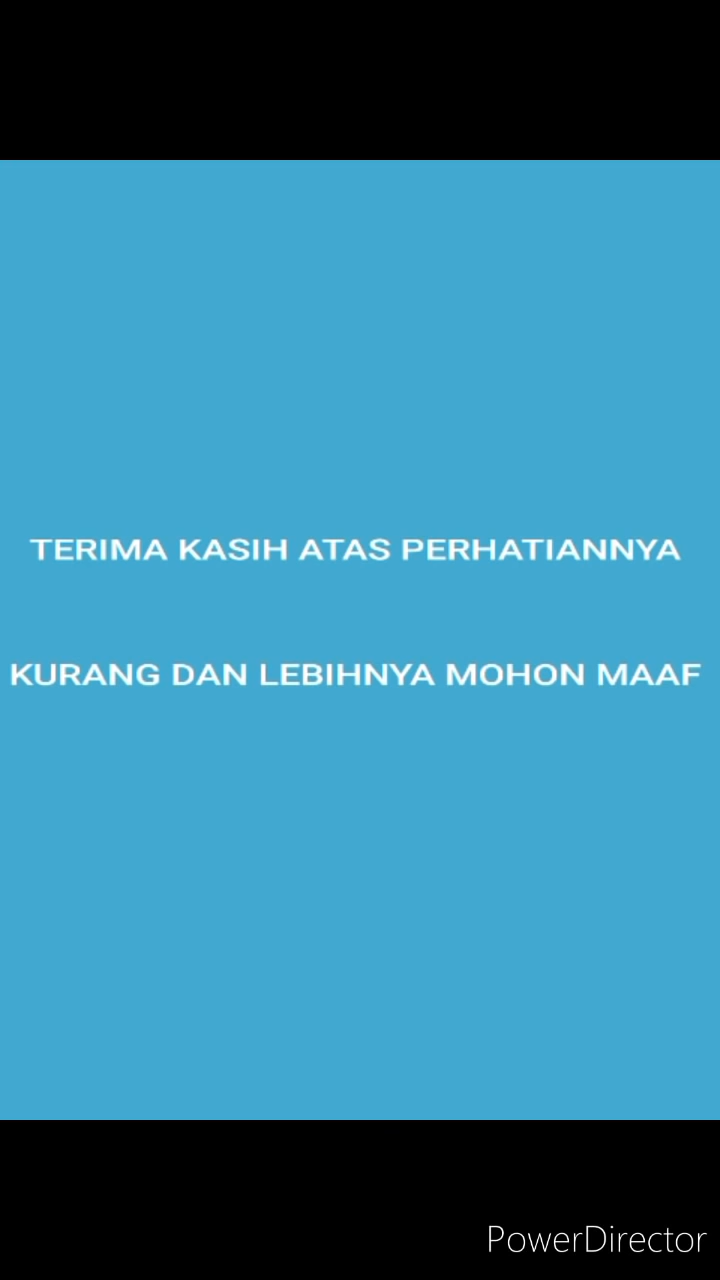 TERIMA KASIH ATAS PERHATIANNYA
KURANG DAN LEBIHNYA MOHON MAAF
PowerDirector